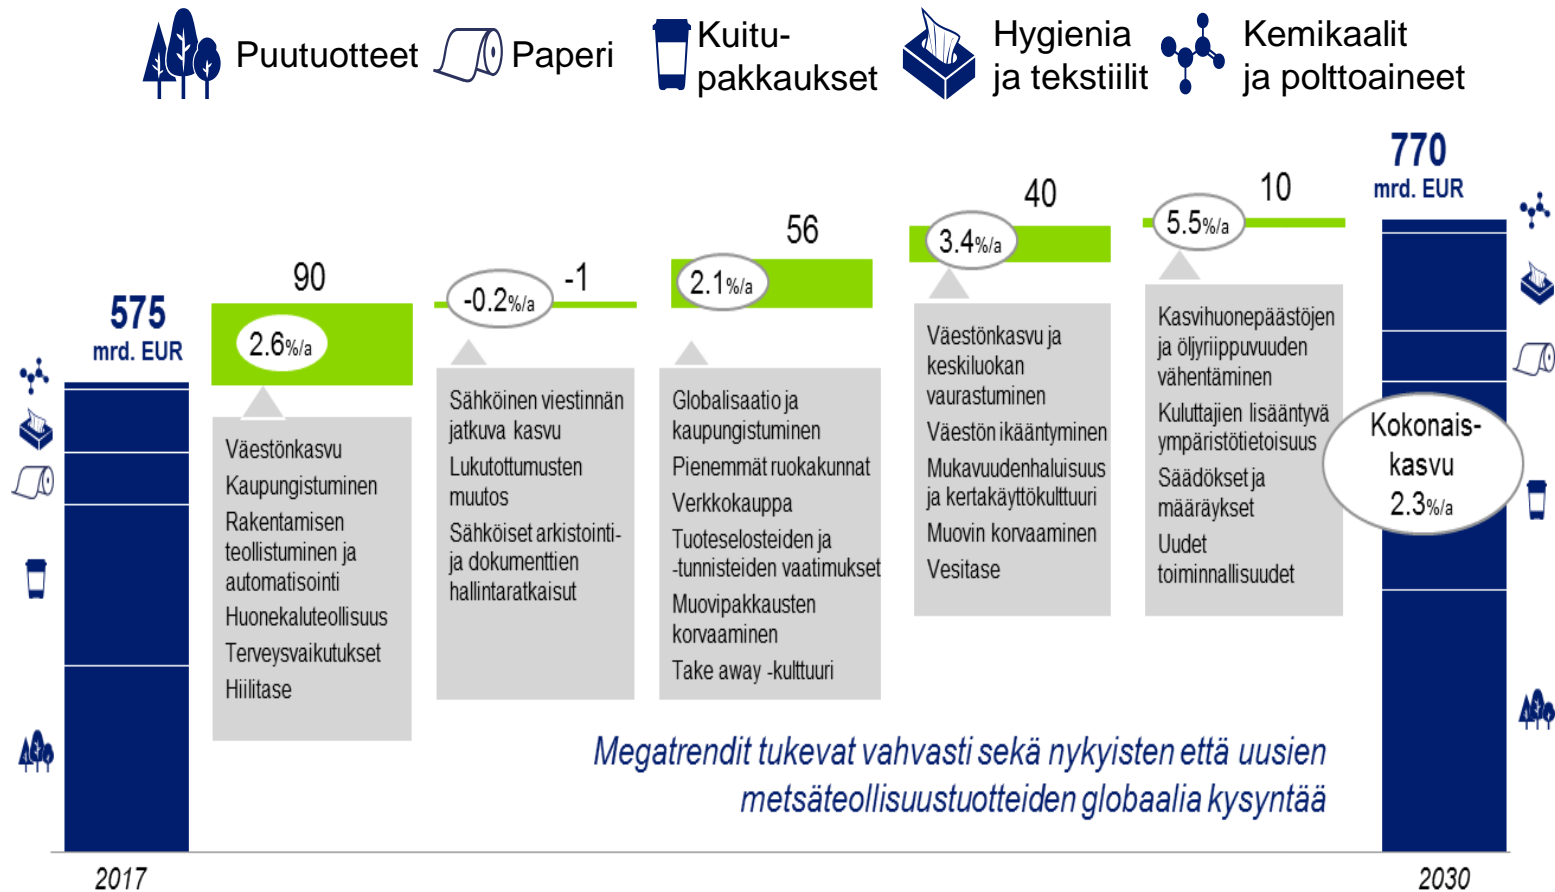 Puutuotteet
Paperi
Kuitu-
pakkaukset
Hygienia
ja tekstiilit
Kemikaalit
ja polttoaineet
575
mrd. EUR
90
2.6%/a
Väestönkasvu
Kaupungistuminen
Rakentamisen
teollistuminen ja
automatisointi
Huonekaluteollisuus
Terveysvaikutukset
Hiilitase
-1
-0.2%/a
Sähköinen viestinnän
jatkuva kasvu
Lukutottumusten
muutos
Sähköiset arkistointi-
ja dokumenttien
hallintaratkaisut
56
2.1%/a
Globalisaatio ja
kaupungistuminen
Pienemmät ruokakunnat
Verkkokauppa
Tuoteselosteiden ja
-tunnisteiden vaatimukset
Muovipakkausten
korvaaminen
Take away -kulttuuri
40
3.4%/a
Väestönkasvu ja
keskiluokan
vaurastuminen
Väestön ikääntyminen
Mukavuudenhaluisuus
ja kertakäyttökulttuuri
Muovin korvaaminen
Vesitase
10
5.5%/a
Kasvihuonepäästöjen
ja öljyriippuvuuden
vähentäminen
Kuluttajien lisääntyvä
ympäristötietoisuus
Säädökset ja
määräykset
Uudet
toiminnallisuudet
770
mrd. EUR
Kokonais-
kasvu
2.3%/a
Megatrendit tukevat vahvasti sekä nykyisten että uusien
metsäteollisuustuotteiden globaalia kysyntää
2017
2030